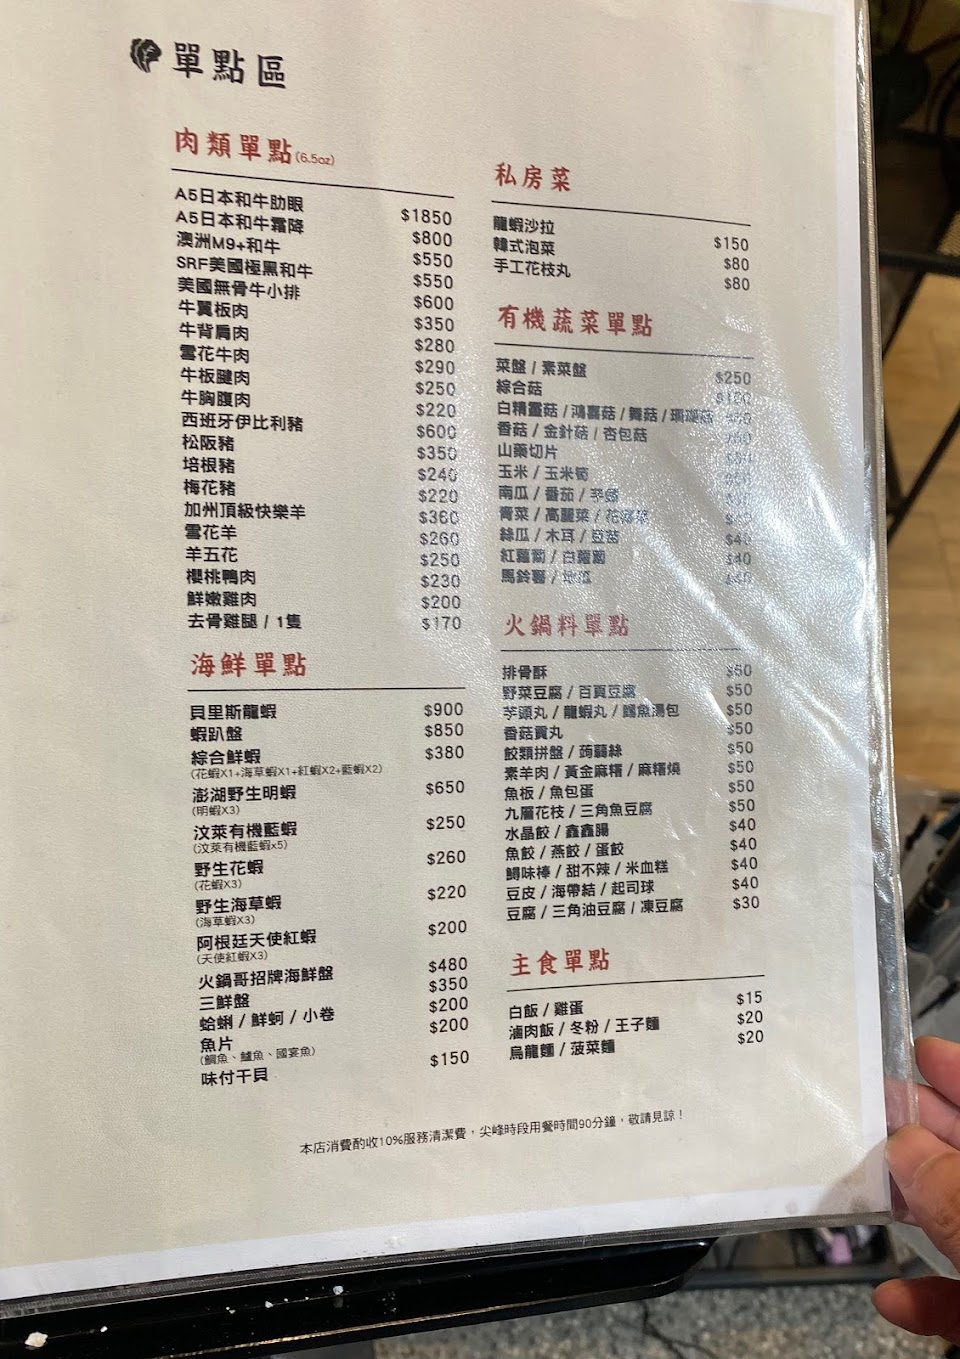 單點區
肉類單點(6.5oz)
A5日本和牛肋眼 $1850
A5日本和牛霜降 $800
澳洲M9+和牛 $550
SRF美國極黑和牛 $550
美國無骨牛小排 $600
牛翼板肉 $350
牛背肩肉 $280
雪花牛肉 $290
牛板腱肉 $250
牛胸腹肉 $220
西班牙伊比利豬 $600
松阪豬 $350
培根豬 $240
梅花豬 $220
加州頂級快樂羊 $360
雪花羊 $260
羊五花 $250
櫻桃鴨肉 $230
鮮嫩雞肉 $200
去骨雞腿 / 1隻 $170
海鮮單點
貝里斯龍蝦 $900
蝦趴盤 $850
綜合鮮蝦 $380
(花蝦X1+海草蝦X1+紅蝦X2+藍蝦X2)
澎湖野生明蝦 $650
(明蝦X3)
汶萊有機藍蝦 $250
(汶萊有機藍蝦x5)
野生花蝦 $260
(花蝦X3)
野生海草蝦 $220
(海草蝦X3)
阿根廷天使紅蝦 $200
(天使紅蝦X3)
火鍋哥招牌海鮮盤 $480
三鮮盤 $350
蛤蜊 / 鮮蚵 / 小卷 $200
魚片 $200
(鯛魚、鱸魚、國宴魚)
味付干貝 $150
私房菜
龍蝦沙拉 $150
韓式泡菜 $80
手工花枝丸 $80
有機蔬菜單點
菜盤 / 素菜盤 $250
綜合菇
白精靈菇 / 鴻喜菇 / 舞菇 / 珊瑚菇
香菇 / 金針菇 / 杏包菇
山藥切片
玉米 / 玉米筍
南瓜 / 番茄 /
青菜 / 高麗菜 /
絲瓜 / 木耳 / $40
紅蘿蔔 / 白蘿蔔 $40
馬鈴薯 / 地瓜 $40
火鍋料單點
排骨酥 $50
野菜豆腐 / 百頁豆腐 $50
芋頭丸 / 龍蝦丸 / 鱈魚湯包 $50
香菇貢丸 $50
餃類拼盤 / 蒟蒻絲 $50
素羊肉 / 黃金麻糬 / 麻糬燒 $50
魚板 / 魚包蛋 $50
九層花枝 / 三角魚豆腐 $50
水晶餃 / 鑫鑫腸 $40
魚餃 / 燕餃 / 蛋餃 $40
鱘味棒 / 甜不辣 / 米血糕 $40
豆皮 / 海帶結 / 起司球 $40
豆腐 / 三角油豆腐 / 凍豆腐 $30
主食單點
白飯 / 雞蛋 $15
滷肉飯 / 冬粉 / 王子麵 $20
烏龍麵 / 菠菜麵 $20
本店消費酌收10%服務清潔費，尖峰時段用餐時間90分鐘，敬請見諒！